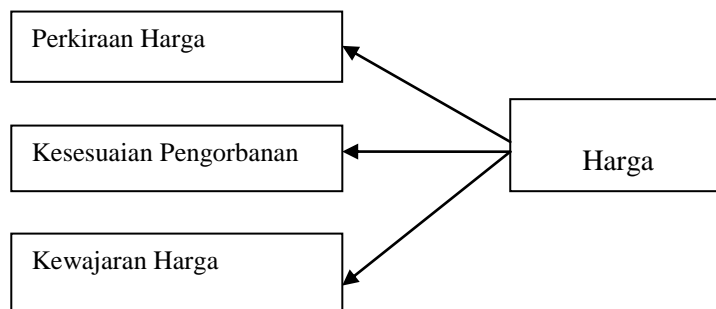 Perkiraan Harga
Kesesuaian Pengorbanan
Harga
Kewajaran Harga